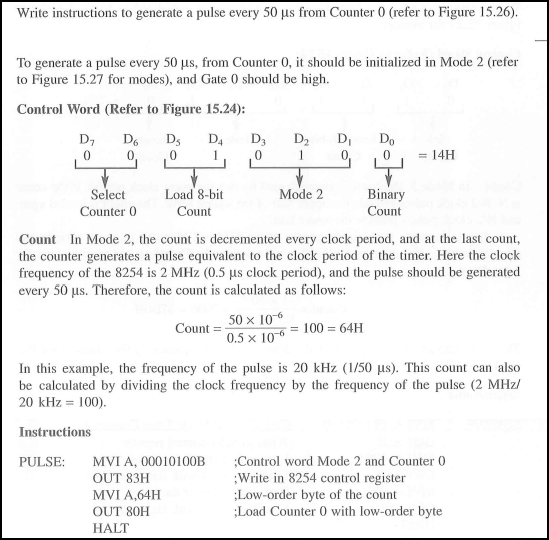 Write instructions to generate a pulse every 50 μs from Counter 0 (refer to Figure 15.26).
To generate a pulse every 50 μs, from Counter 0, it should be initialized in Mode 2 (refer
to Figure 15.27 for modes), and Gate 0 should be high.
Control Word (Refer to Figure 15.24):
D₇ D₆ D₅ D₄ D₃ D₂ D₁ D₀
0 0 0 1 0 1 0 0 = 14H
Select Load 8-bit Mode 2 Binary
Counter 0 Count Count
Count In Mode 2, the count is decremented every clock period, and at the last count,
the counter generates a pulse equivalent to the clock period of the timer. Here the clock
frequency of the 8254 is 2 MHz (0.5 μs clock period), and the pulse should be generated
every 50 μs. Therefore, the count is calculated as follows:
Count = 50 × 10⁻⁶ / 0.5 × 10⁻⁶ = 100 = 64H
In this example, the frequency of the pulse is 20 kHz (1/50 μs). This count can also
be calculated by dividing the clock frequency by the frequency of the pulse (2 MHz/
20 kHz = 100).
Instructions
PULSE: MVI A, 00010100B ;Control word Mode 2 and Counter 0
OUT 83H ;Write in 8254 control register
MVI A,64H ;Low-order byte of the count
OUT 80H ;Load Counter 0 with low-order byte
HALT